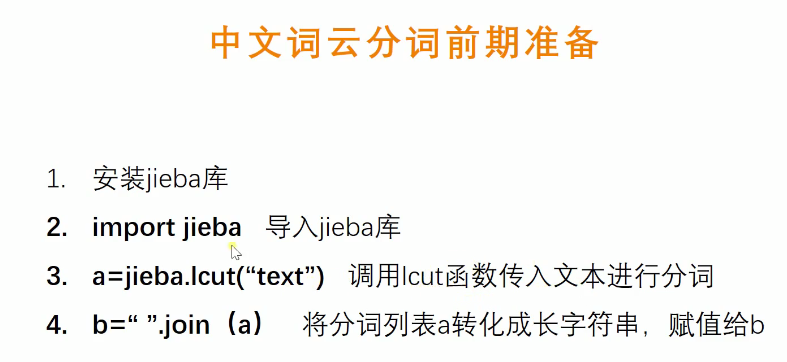 中文词云分词前期准备
1. 安装jieba库
2. import jieba 导入jieba库
3. a=jieba.lcut(“text”) 调用lcut函数传入文本进行分词
4. b=“ ”.join（a） 将分词列表a转化成长字符串，赋值给b